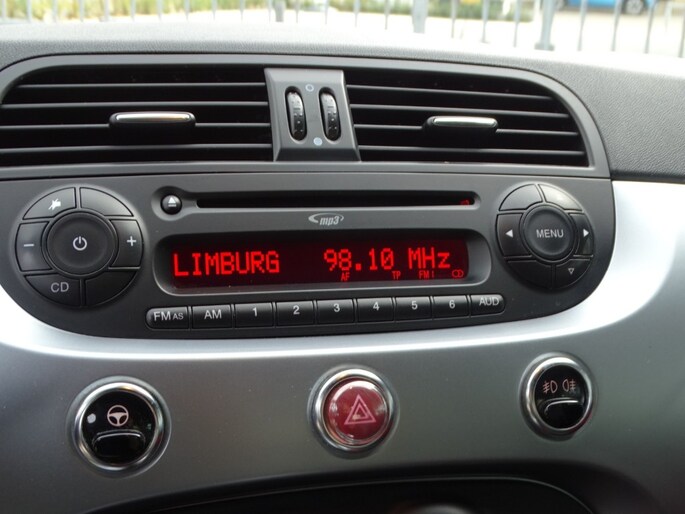 mp3
MENU
CD
LIMBURG 98.10 MHz
AF TP FM1
FM AS AM 1 2 3 4 5 6 AUD